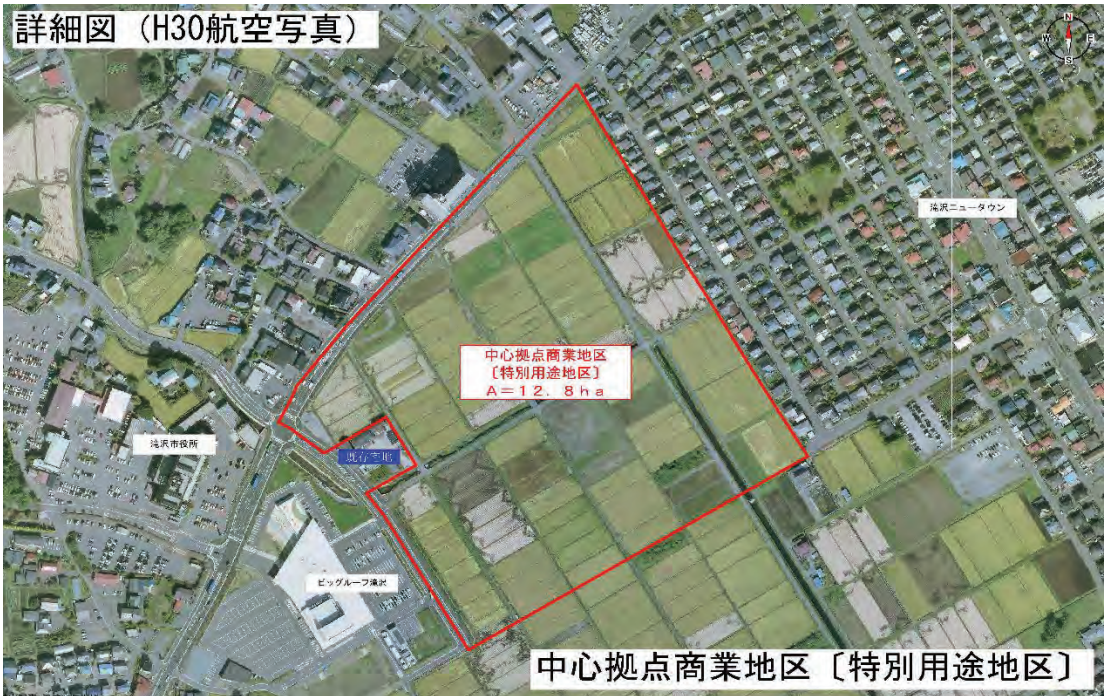 詳細図（H30航空写真）
N
W E
S
滝沢ニュータウン
中心拠点商業地区
〔特別用途地区〕
A＝12．8ha
滝沢市役所
既存宅地
ビッグルーフ滝沢
中心拠点商業地区〔特別用途地区〕